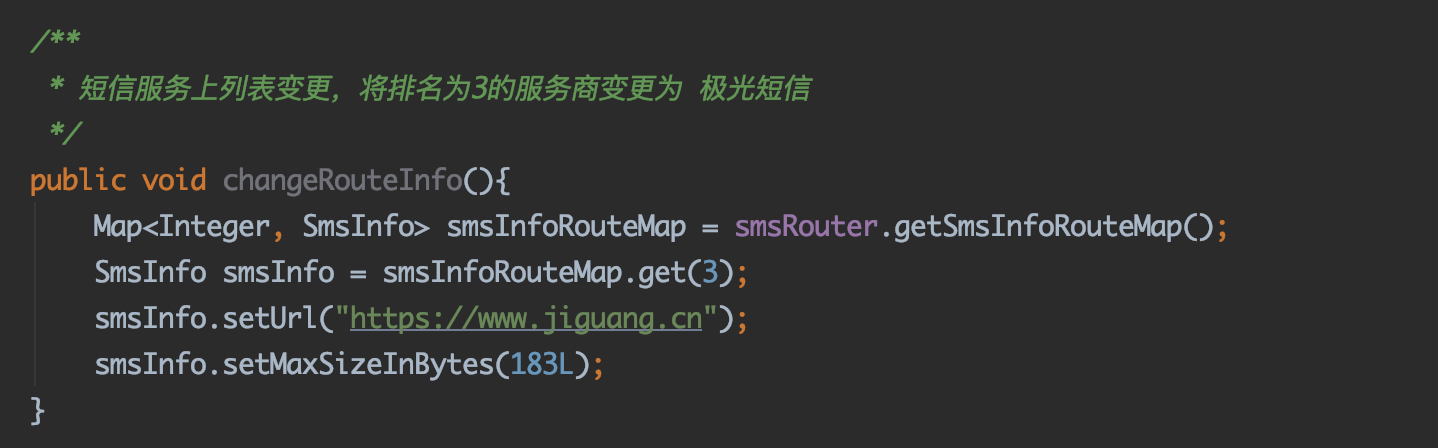 /**
 * 短信服务上列表变更，将排名为3的服务商变更为 极光短信
 */
public void changeRouteInfo(){
    Map<Integer, SmsInfo> smsInfoRouteMap = smsRouter.getSmsInfoRouteMap();
    SmsInfo smsInfo = smsInfoRouteMap.get(3);
    smsInfo.setUrl("https://www.jiguang.cn");
    smsInfo.setMaxSizeInBytes(183L);
}